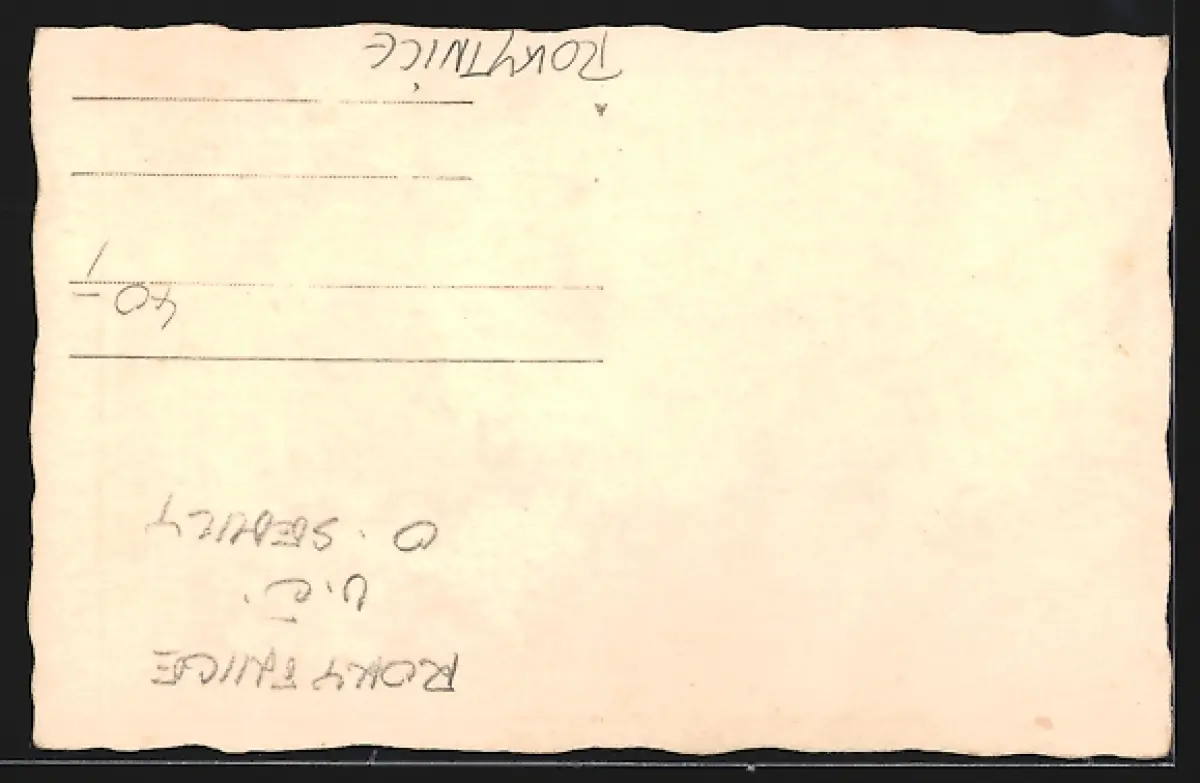 ROKYTNICE
v.Č.
O.
40,-
ROKYTNICE